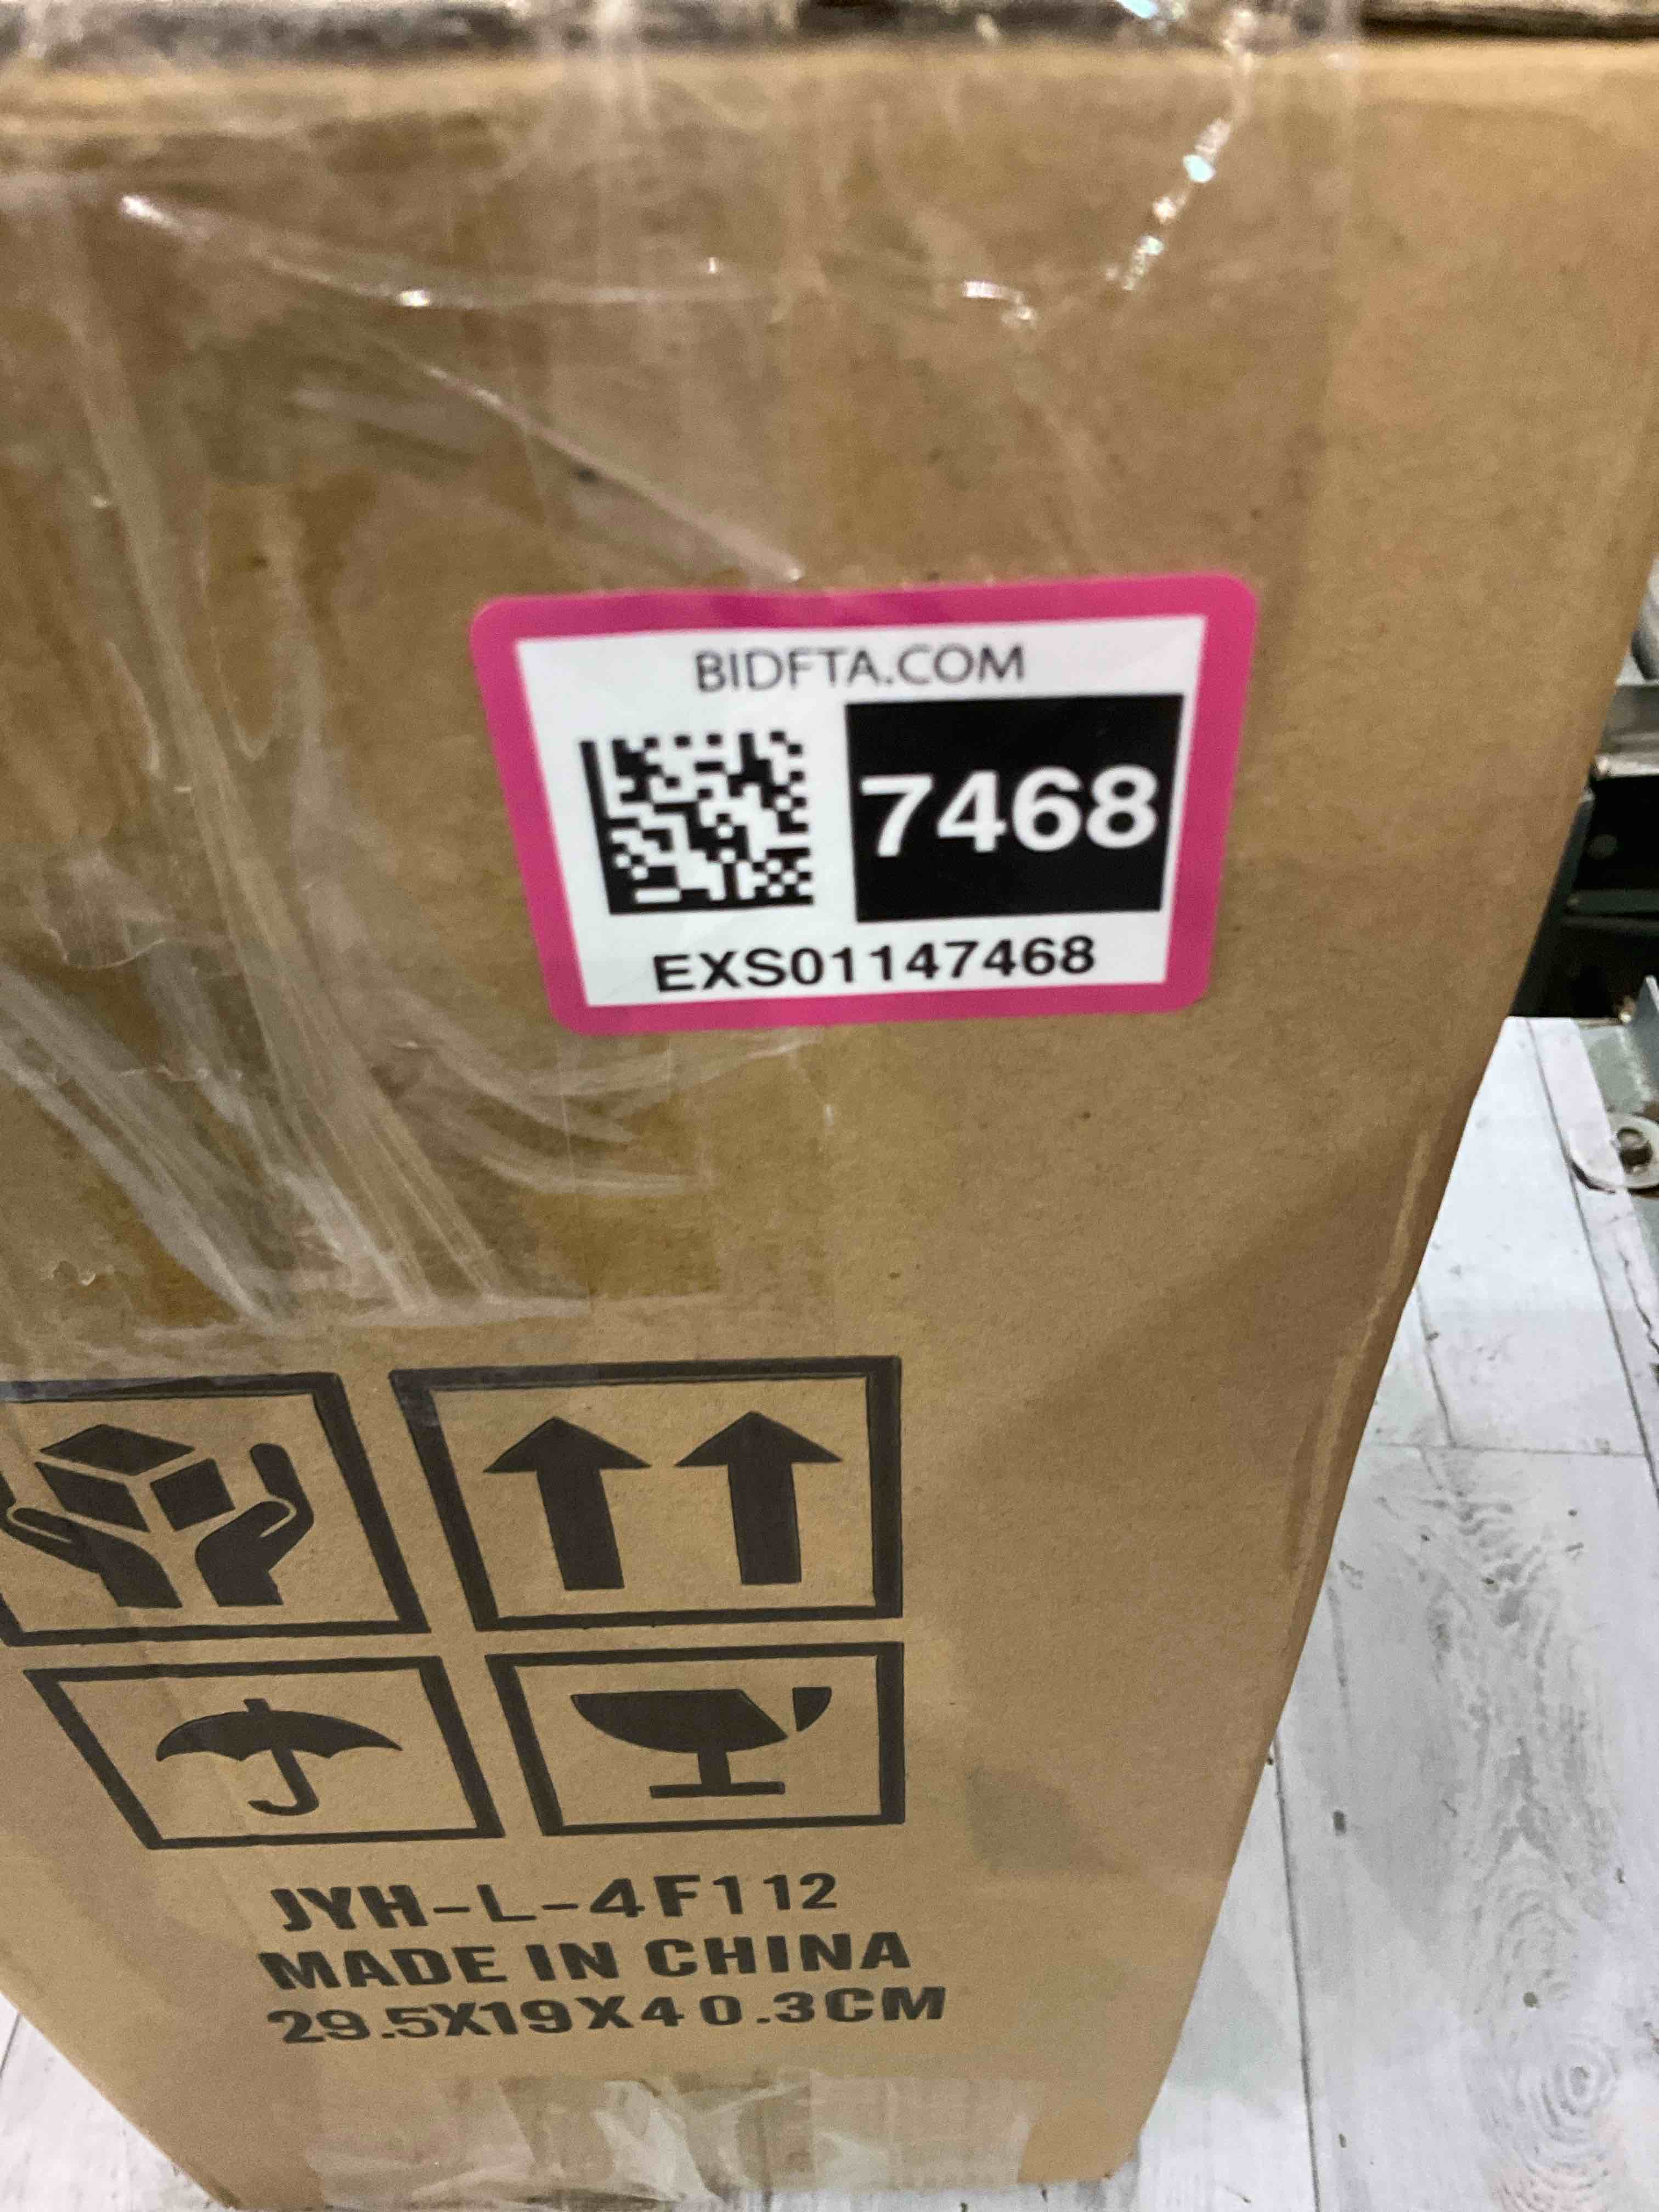 BIDFTA.COM
7468
EXS01147468
JYH-L-4F112
MADE IN CHINA
29.5X19X40.3CM